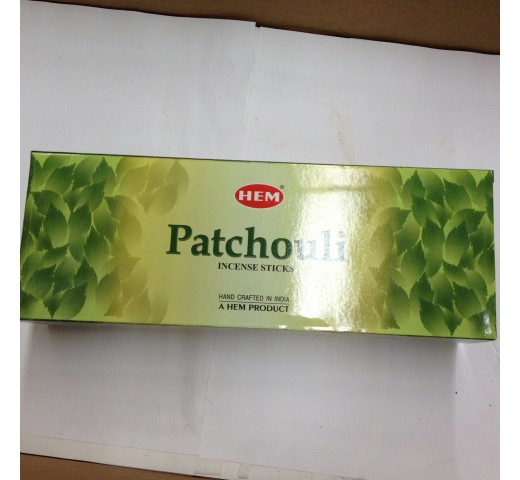 HEM®
Patchouli
INCENSE STICKS
HAND CRAFTED IN INDIA
A HEM PRODUCT